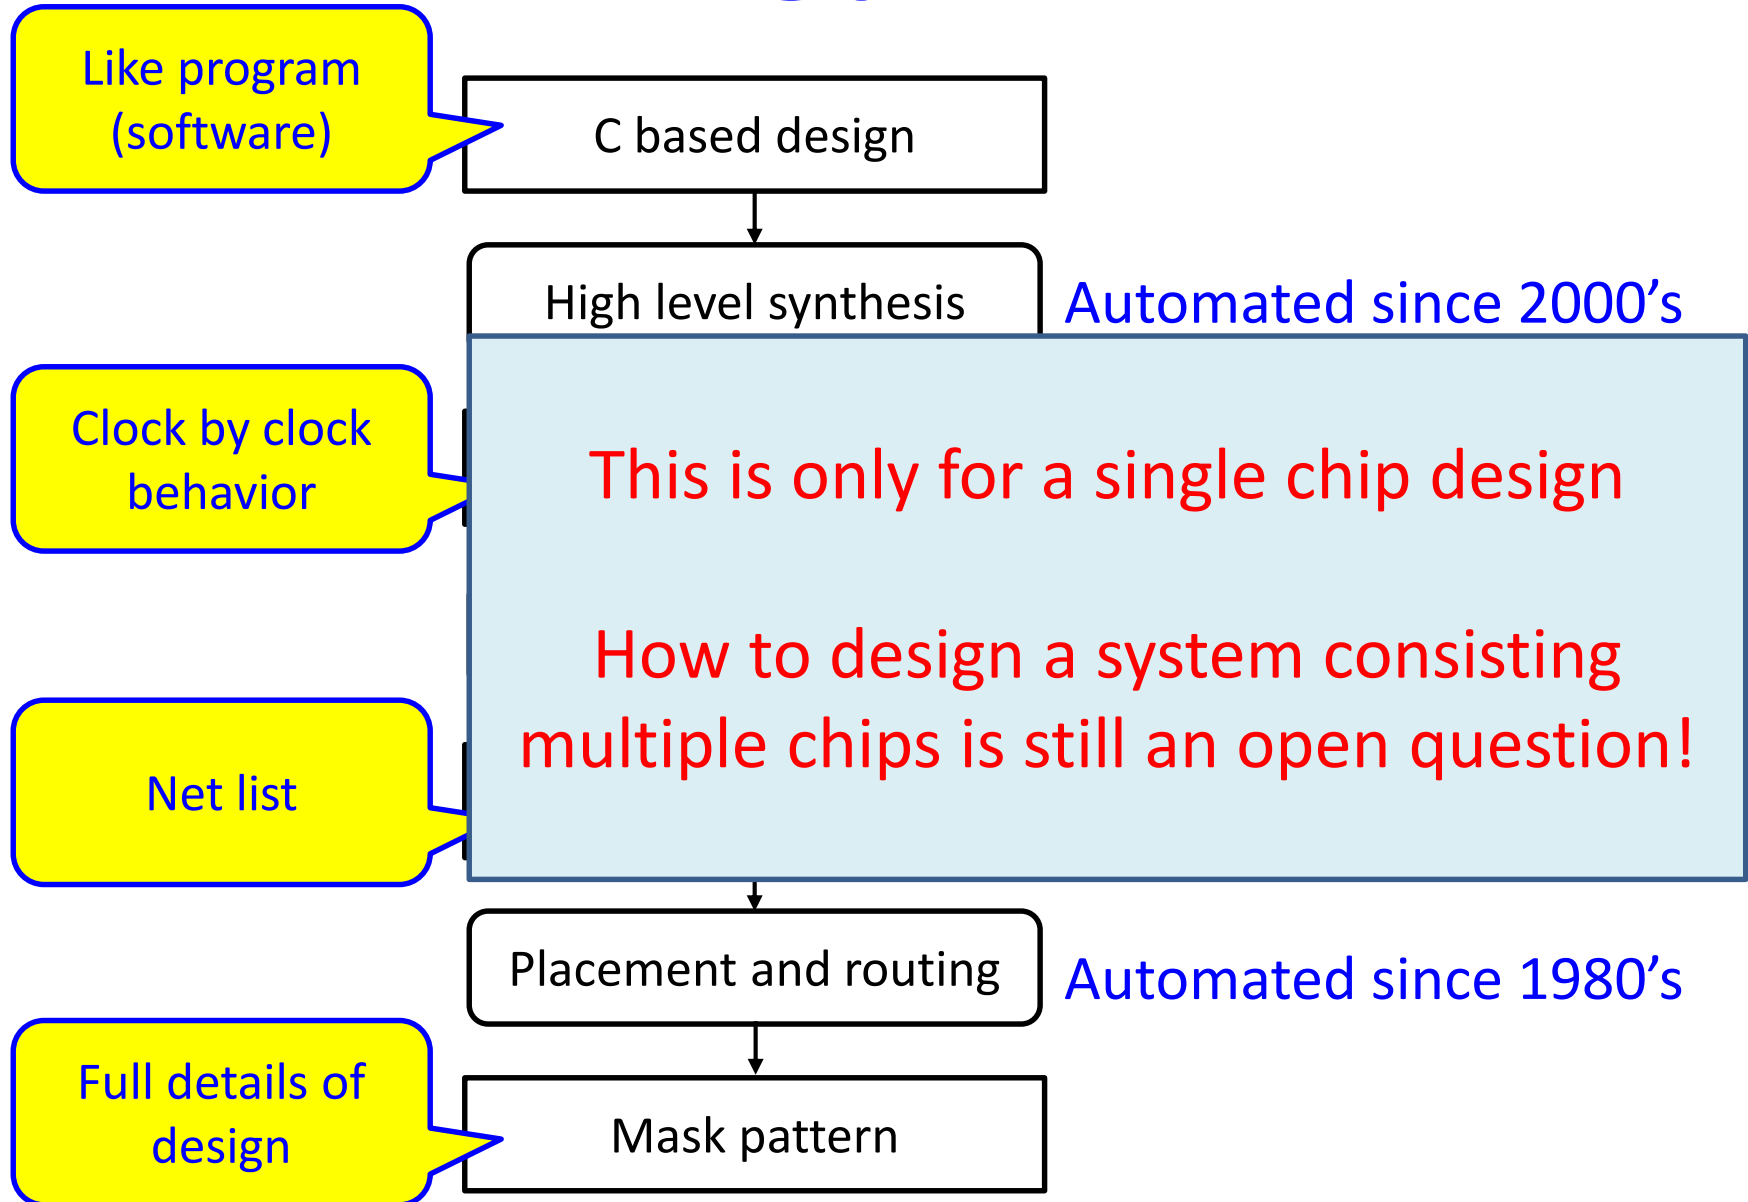 Like program
(software)
C based design
High level synthesis
Automated since 2000’s
Clock by clock
behavior
This is only for a single chip design
How to design a system consisting
multiple chips is still an open question!
Net list
Placement and routing
Automated since 1980’s
Full details of
design
Mask pattern